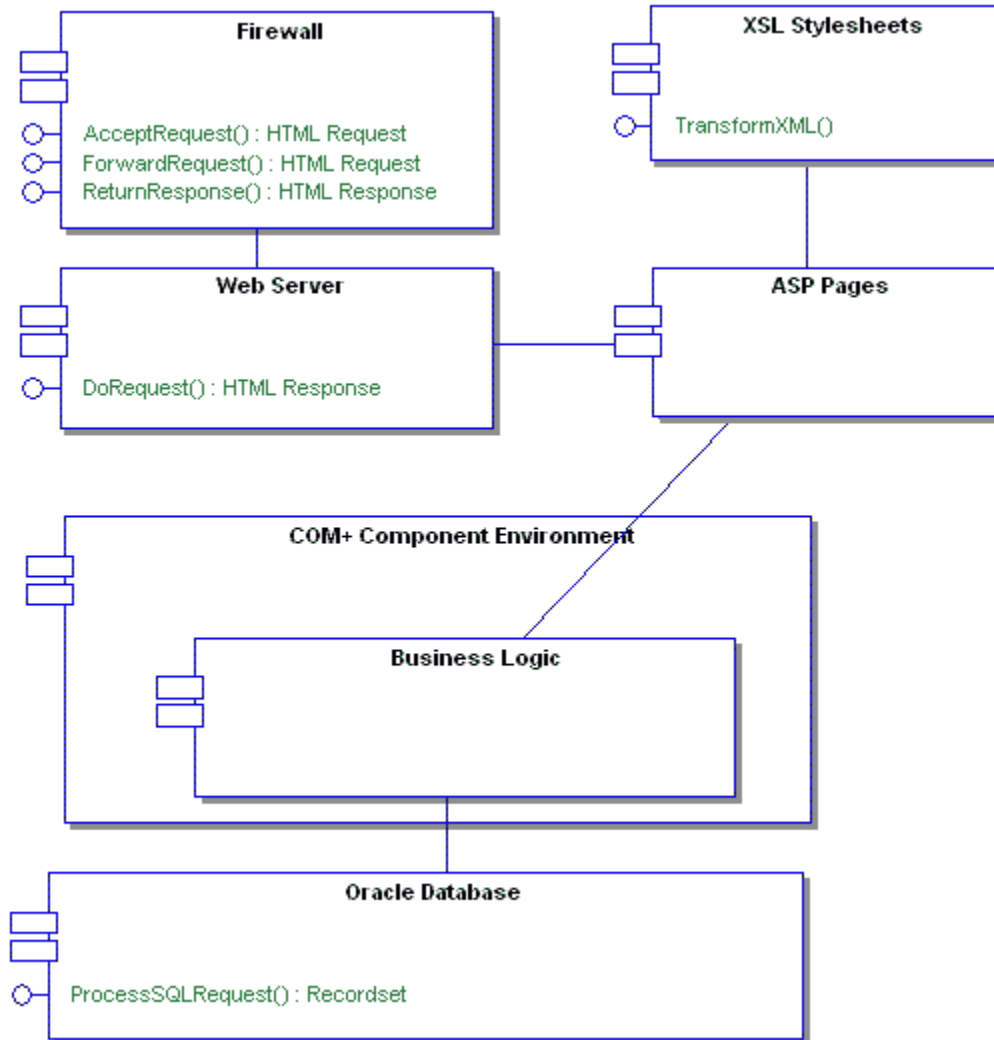 Firewall
AcceptRequest() : HTML Request
ForwardRequest() : HTML Request
ReturnResponse() : HTML Response
XSL Stylesheets
TransformXML()
Web Server
DoRequest() : HTML Response
ASP Pages
COM+ Component Environment
Business Logic
Oracle Database
ProcessSQLRequest() : Recordset